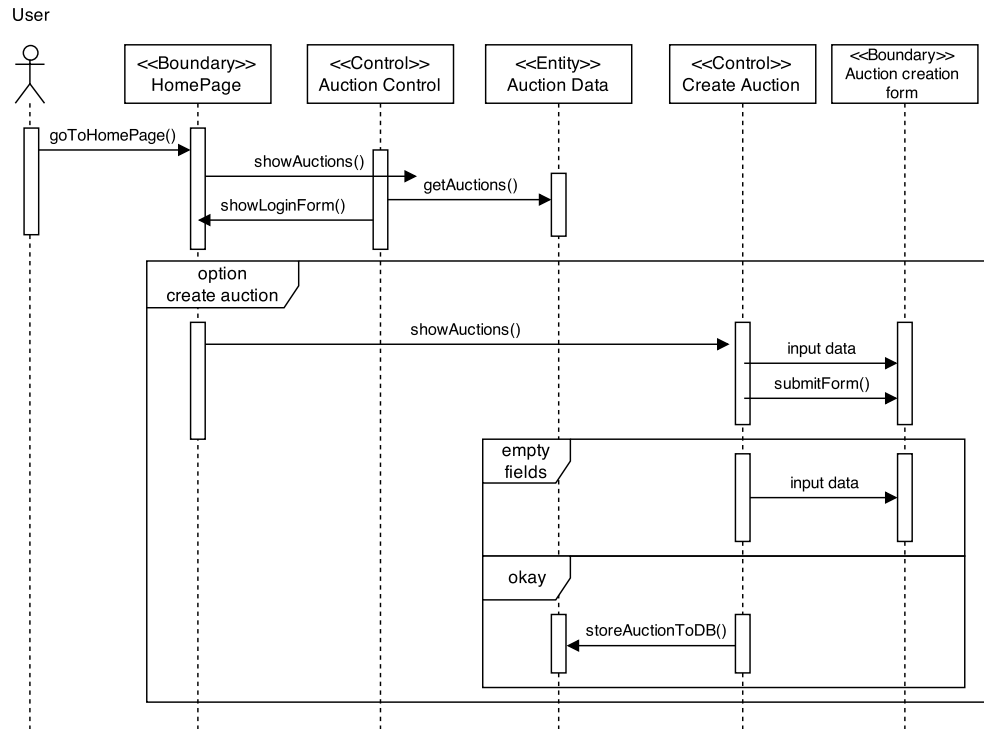 User
<<Boundary>>
HomePage
<<Control>>
Auction Control
<<Entity>>
Auction Data
<<Control>>
Create Auction
<<Boundary>>
Auction creation
form
goToHomePage()
showAuctions()
getAuctions()
showLoginForm()
option
create auction
showAuctions()
input data
submitForm()
empty
fields
input data
okay
storeAuctionToDB()